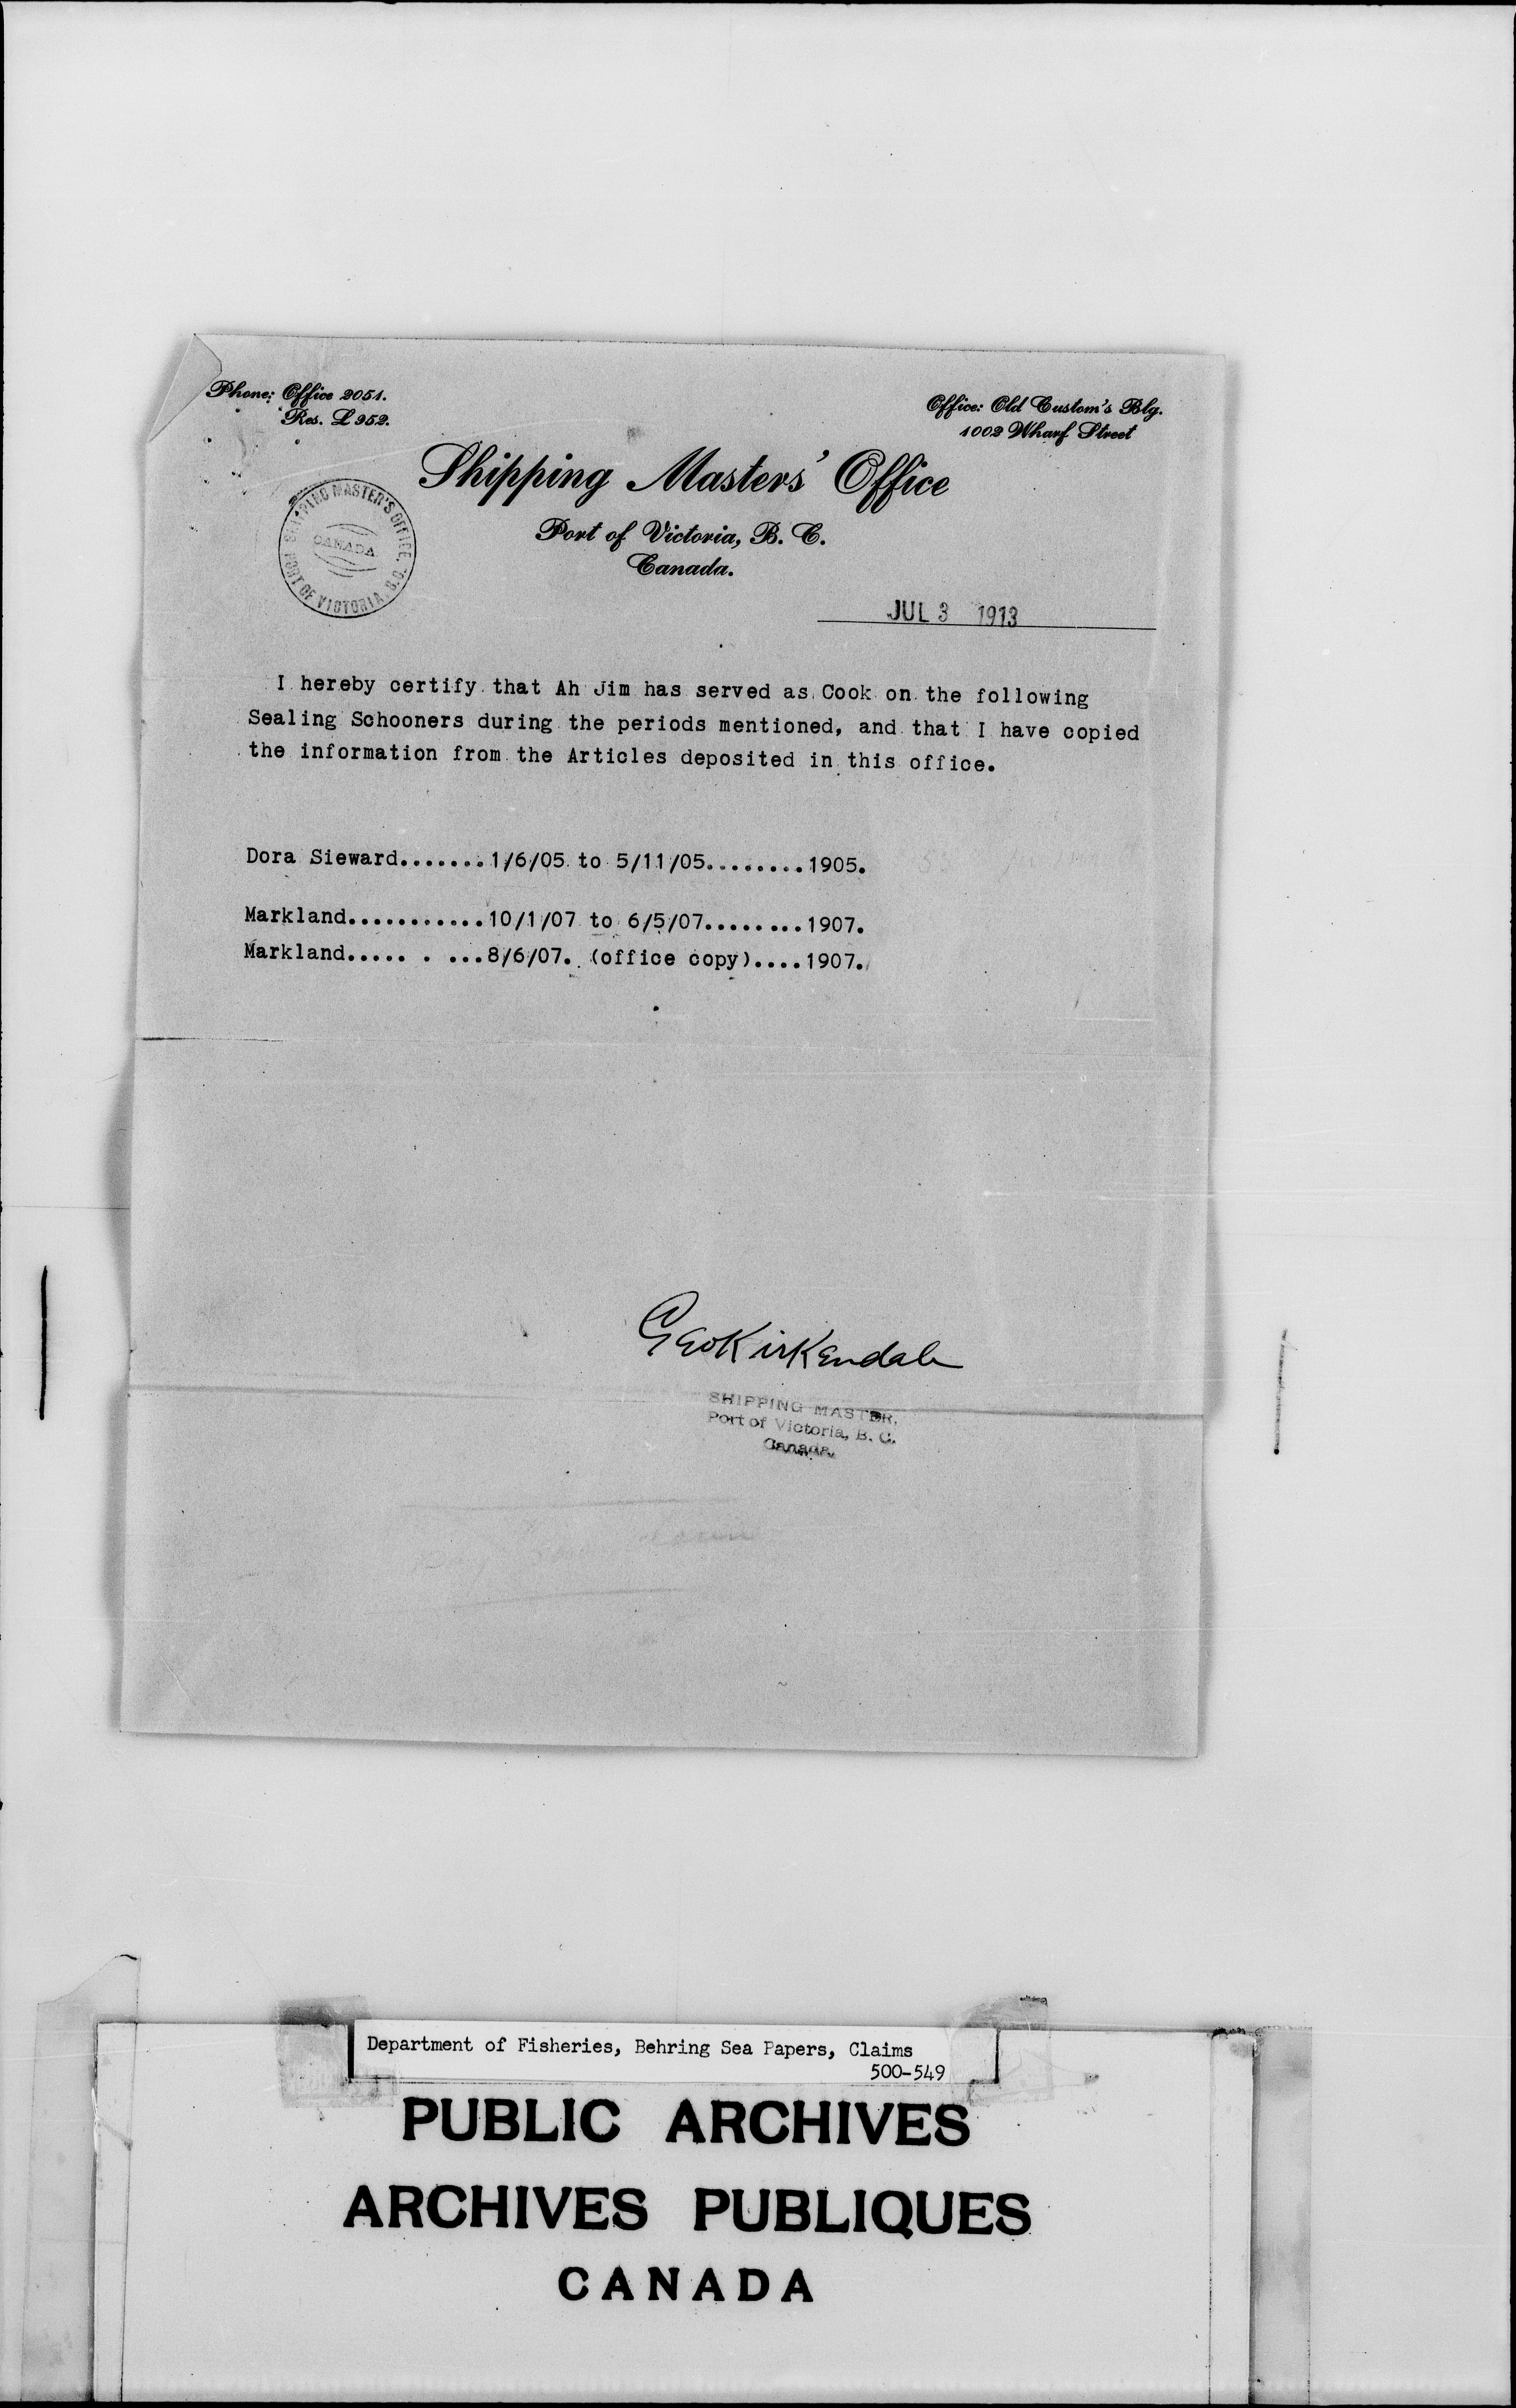 Phone: Office 2051.
Res. L 952.
Office: Old Custom's Blg.
1002 Wharf Street
Shipping Masters' Office
Port of Victoria, B. C.
Canada.
SHIPPING MASTER'S OFFICE,
CANADA
PORT OF VICTORIA, B.C.
JUL 3 1913
I hereby certify that Ah Jim has served as Cook on the following
Sealing Schooners during the periods mentioned, and that I have copied
the information from the Articles deposited in this office.
Dora Sieward.......1/6/05 to 5/11/05........1905.
Markland...........10/1/07 to 6/5/07........1907.
Markland..... . ...8/6/07. (office copy)....1907.
Geo Kirkendale
SHIPPING MASTER,
Port of Victoria, B. C.
Canada.
Department of Fisheries, Behring Sea Papers, Claims
500-549
PUBLIC ARCHIVES
ARCHIVES PUBLIQUES
CANADA